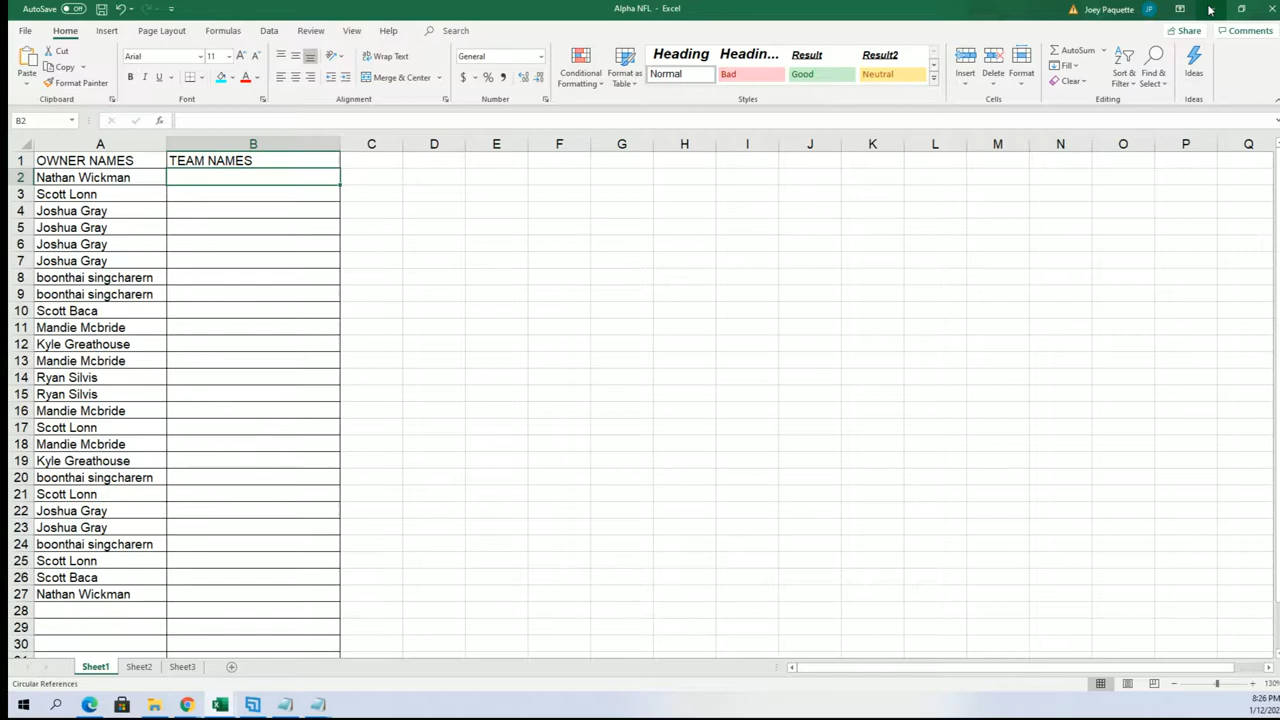 AutoSave Off Alpha NFL - Excel Joey Paquette JP
File Home Insert Page Layout Formulas Data Review View Help Search Share Comments
Cut Arial 11 Wrap Text General Heading Headin... Result Result2 AutoSum
Copy Fill
Paste Format Painter B I U Merge & Center $ % Conditional Formatting Format as Table Normal Bad Good Neutral Insert Delete Format Clear Sort & Filter Find & Select Ideas
Clipboard Font Alignment Number Styles Cells Editing Ideas
B2
A B C D E F G H I J K L M N O P Q
1 OWNER NAMES TEAM NAMES
2 Nathan Wickman
3 Scott Lonn
4 Joshua Gray
5 Joshua Gray
6 Joshua Gray
7 Joshua Gray
8 boonthai singcharern
9 boonthai singcharern
10 Scott Baca
11 Mandie Mcbride
12 Kyle Greathouse
13 Mandie Mcbride
14 Ryan Silvis
15 Ryan Silvis
16 Mandie Mcbride
17 Scott Lonn
18 Mandie Mcbride
19 Kyle Greathouse
20 boonthai singcharern
21 Scott Lonn
22 Joshua Gray
23 Joshua Gray
24 boonthai singcharern
25 Scott Lonn
26 Scott Baca
27 Nathan Wickman
28
29
30
Sheet1 Sheet2 Sheet3
Circular References 130%
8:26 PM